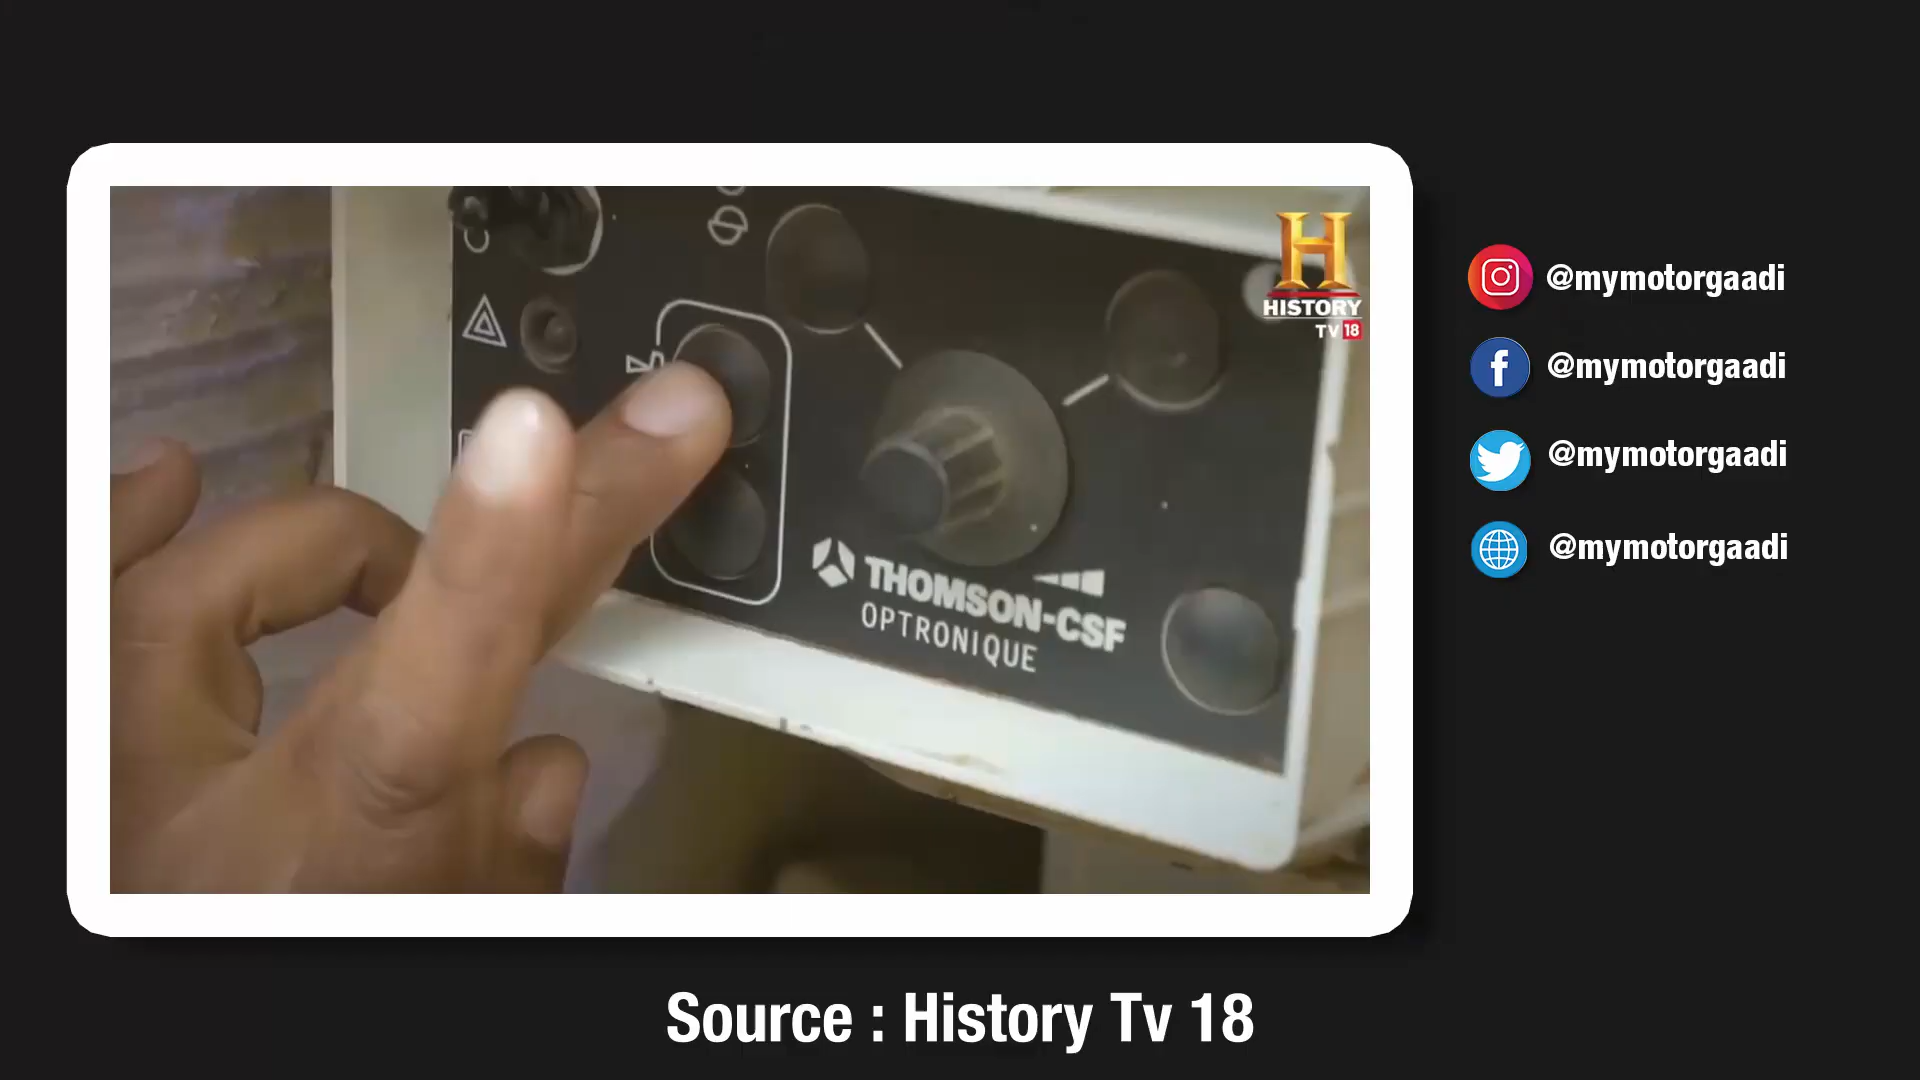 HISTORY
TV 18
THOMSON-CSF
OPTRONIQUE
@mymotorgaadi
@mymotorgaadi
@mymotorgaadi
@mymotorgaadi
Source : History Tv 18